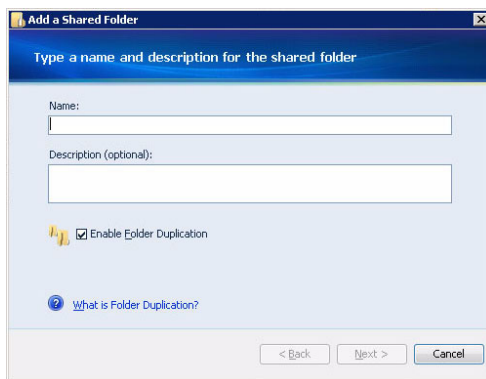 Add a Shared Folder
Type a name and description for the shared folder
Name:
Description (optional):
Enable Folder Duplication
What is Folder Duplication?
< Back Next > Cancel